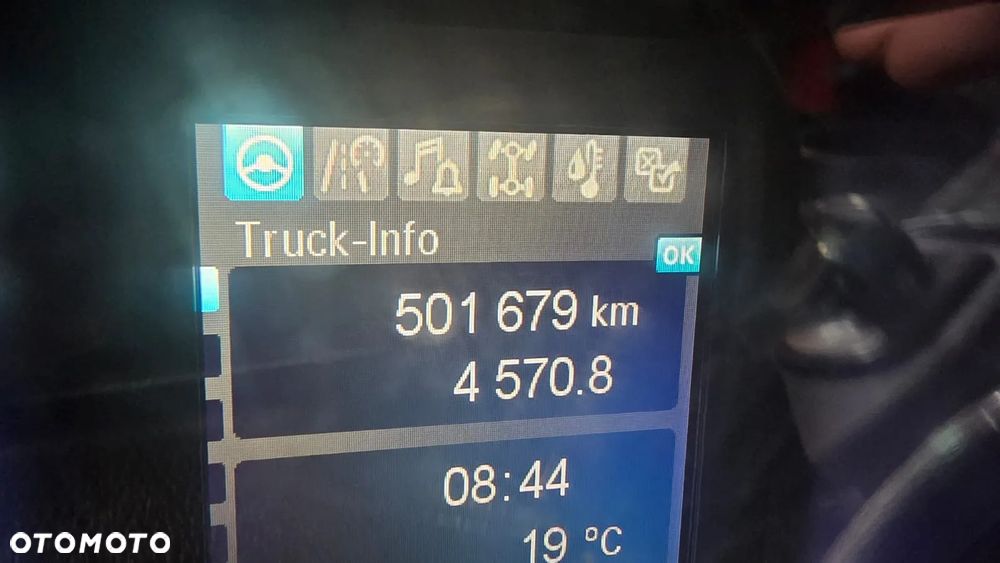 Truck-Info
OK
501 679 km
4 570.8
08:44
19 °C
OTOMOTO